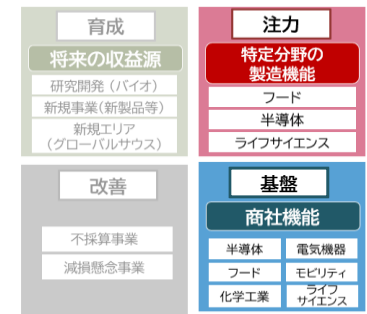 育成
将来の収益源
研究開発（バイオ）
新規事業（新製品等）
新規エリア
（グローバルサウス）
注力
特定分野の
製造機能
フード
半導体
ライフサイエンス
改善
不採算事業
減損懸念事業
基盤
商社機能
半導体
電気機器
フード
モビリティ
化学工業
ライフ
サイエンス